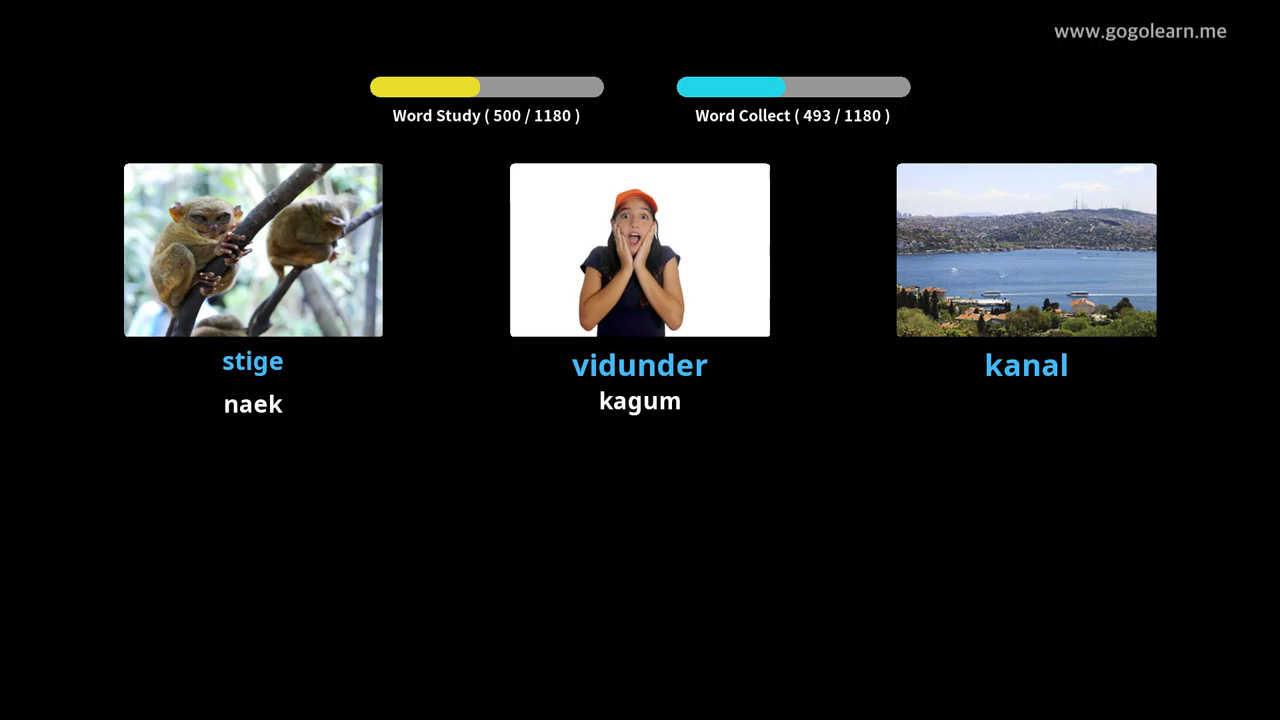 www.gogolearn.me
Word Study ( 500 / 1180 )
Word Collect ( 493 / 1180 )
stige
naek
vidunder
kagum
kanal